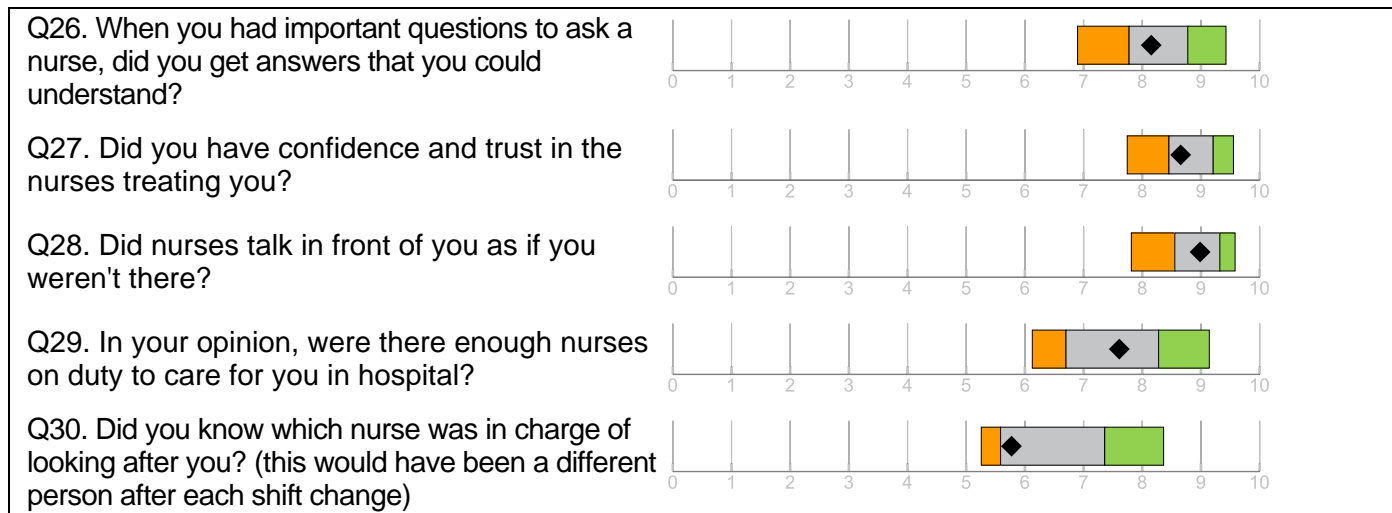 Q26. When you had important questions to ask a
nurse, did you get answers that you could
understand?
0 1 2 3 4 5 6 7 8 9 10
Q27. Did you have confidence and trust in the
nurses treating you?
0 1 2 3 4 5 6 7 8 9 10
Q28. Did nurses talk in front of you as if you
weren't there?
0 1 2 3 4 5 6 7 8 9 10
Q29. In your opinion, were there enough nurses
on duty to care for you in hospital?
0 1 2 3 4 5 6 7 8 9 10
Q30. Did you know which nurse was in charge of
looking after you? (this would have been a different
person after each shift change)
0 1 2 3 4 5 6 7 8 9 10